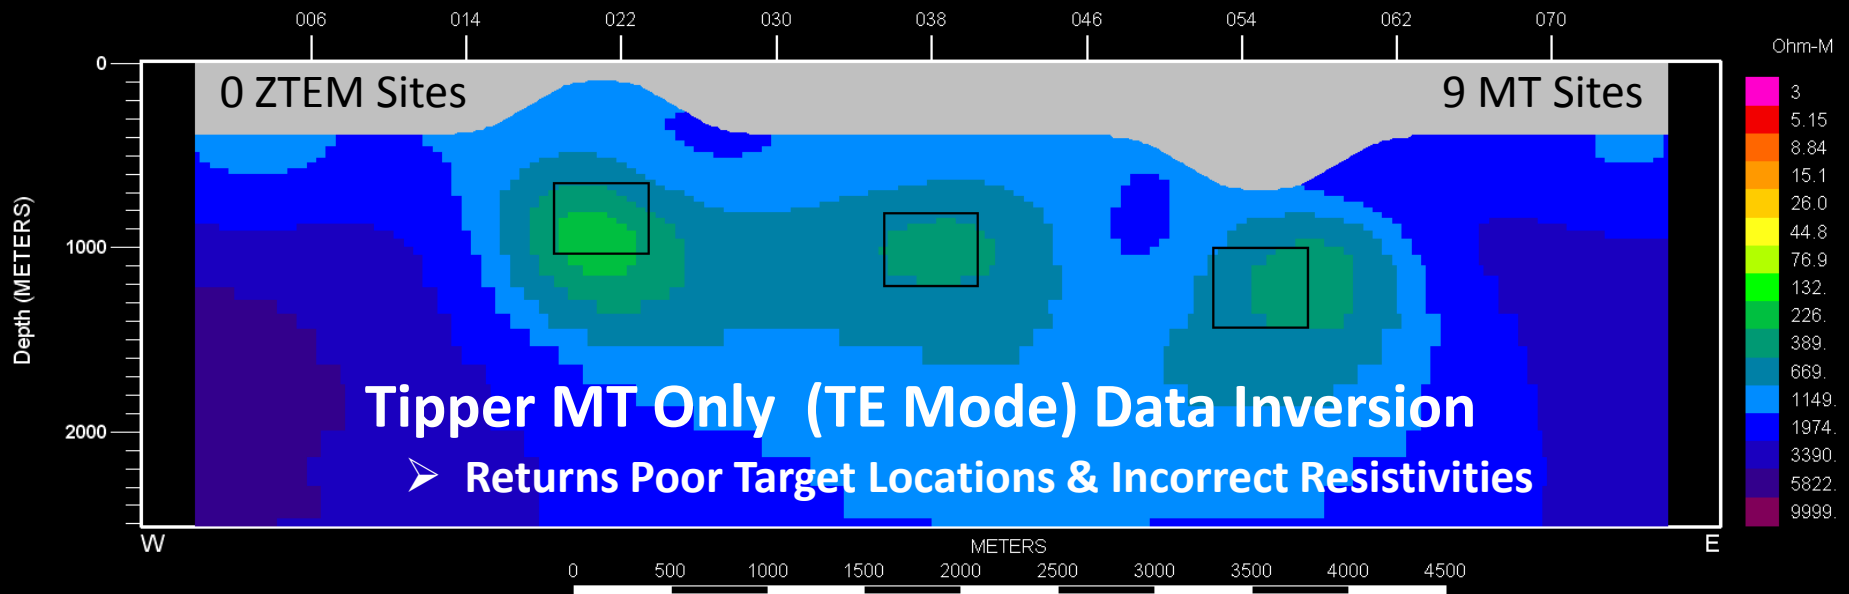 006 014 022 030 038 046 054 062 070
Ohm-M
0 ZTEM Sites
9 MT Sites
0
1000
2000
Depth (METERS)
3
5.15
8.84
15.1
26.0
44.8
76.9
132.
226.
389.
669.
1149.
1974.
3390.
5822.
9999.
Tipper MT Only (TE Mode) Data Inversion
➢ Returns Poor Target Locations & Incorrect Resistivities
W
METERS
E
0 500 1000 1500 2000 2500 3000 3500 4000 4500